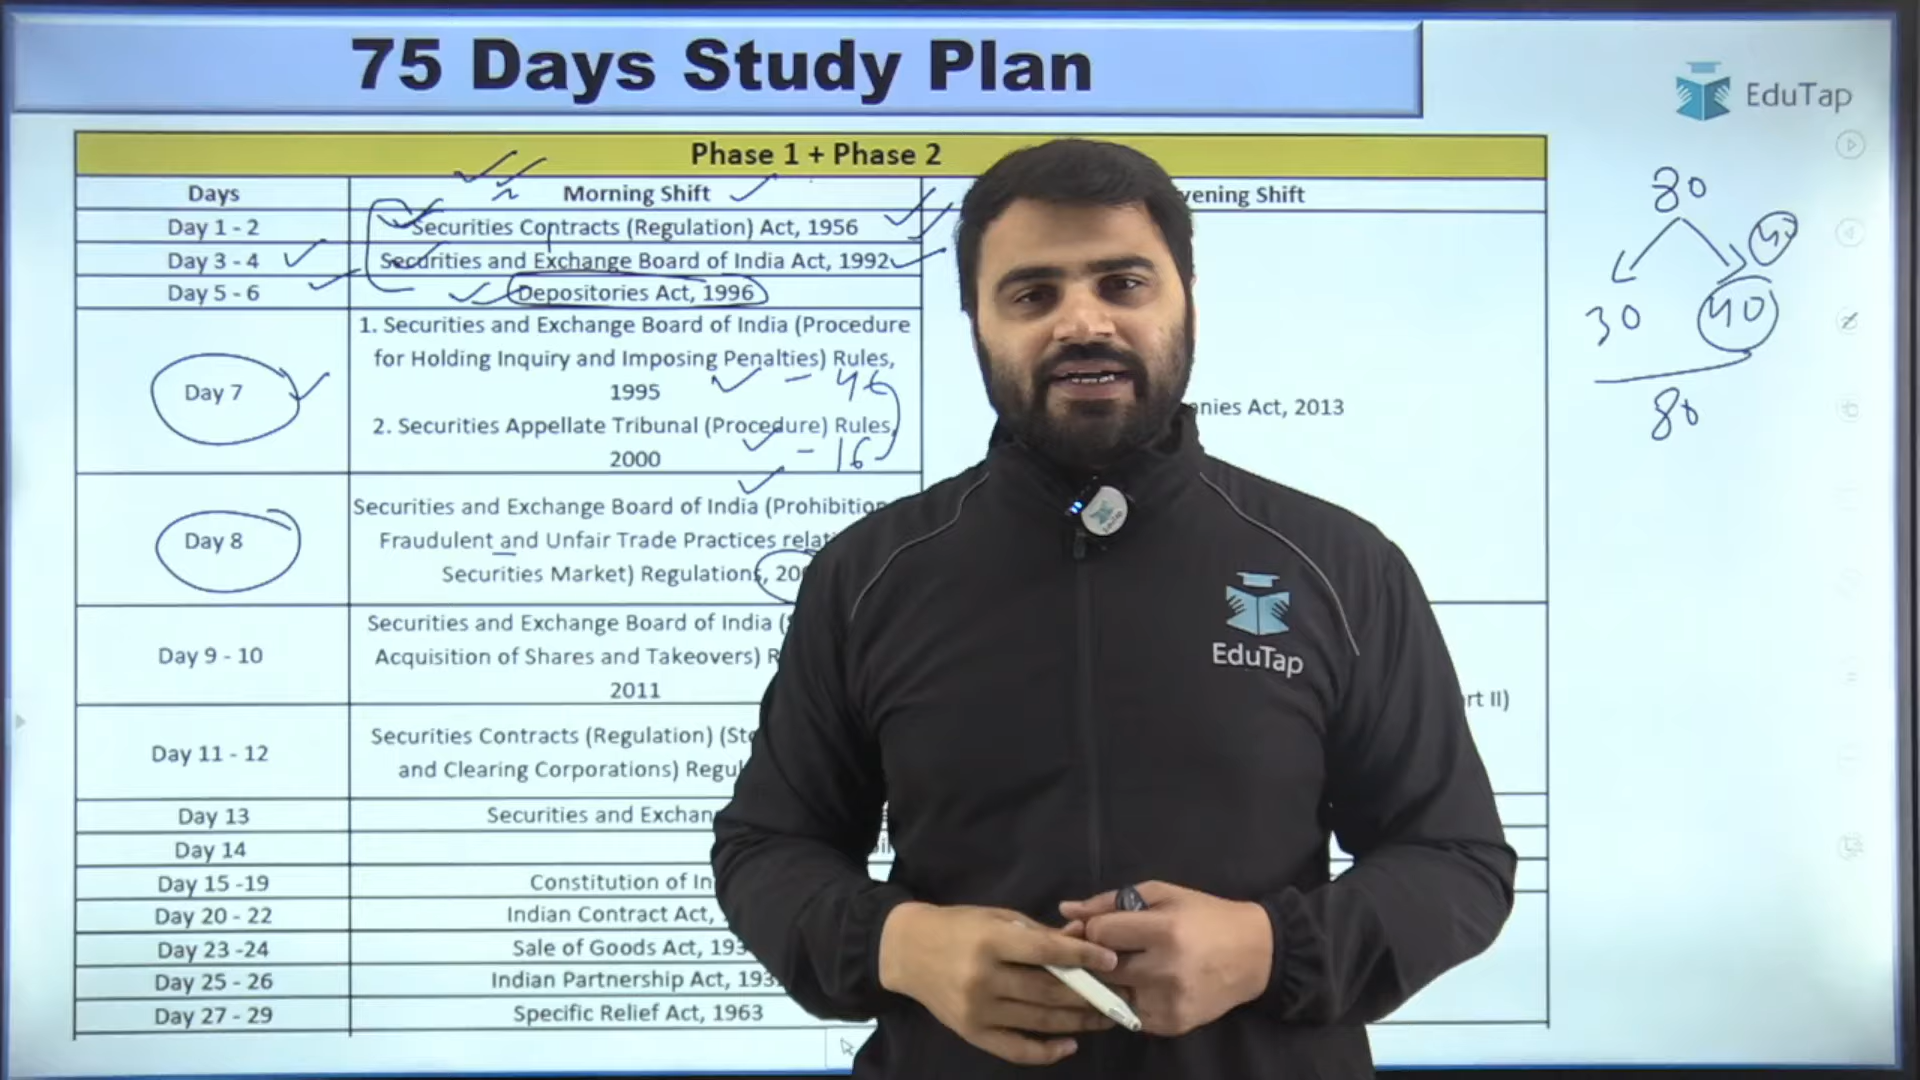 75 Days Study Plan
EduTap
Phase 1 + Phase 2
Days
Morning Shift
vening Shift
Day 1 - 2
Securities Contracts (Regulation) Act, 1956
Day 3 - 4
Securities and Exchange Board of India Act, 1992
Day 5 - 6
Depositories Act, 1996
Day 7
1. Securities and Exchange Board of India (Procedure
for Holding Inquiry and Imposing Penalties) Rules,
1995
- 46
2. Securities Appellate Tribunal (Procedure) Rules,
2000
- 16
nies Act, 2013
Day 8
Securities and Exchange Board of India (Prohibition
Fraudulent and Unfair Trade Practices relati
Securities Market) Regulations, 20
Day 9 - 10
Securities and Exchange Board of India (
Acquisition of Shares and Takeovers) R
2011
rt II)
Day 11 - 12
Securities Contracts (Regulation) (Sto
and Clearing Corporations) Regul
Day 13
Securities and Exchan
Day 14
Day 15 -19
Constitution of In
Day 20 - 22
Indian Contract Act,
Day 23 -24
Sale of Goods Act, 193
Day 25 - 26
Indian Partnership Act, 193
Day 27 - 29
Specific Relief Act, 1963
80
30
40
80
EduTap